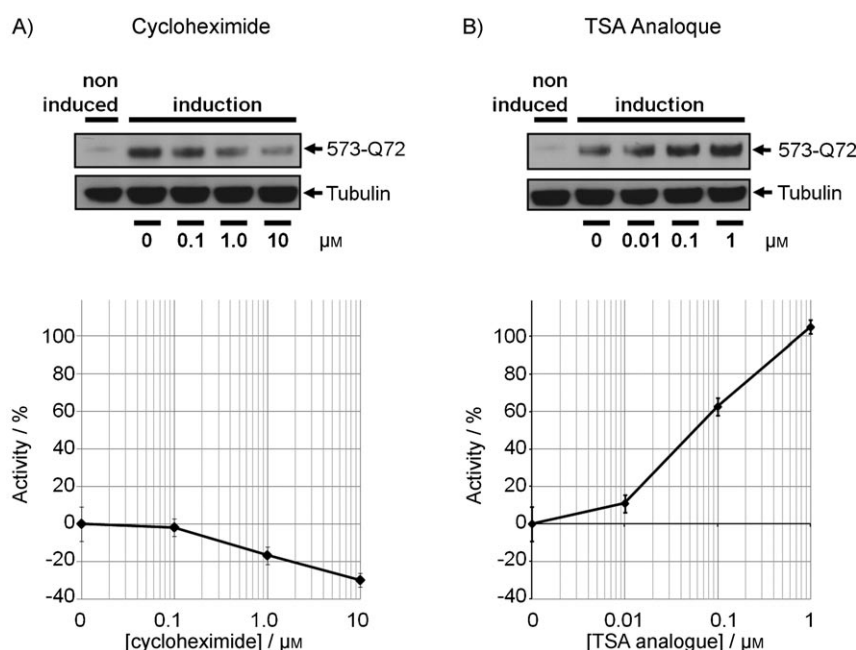 A) Cycloheximide
B) TSA Analogue
non
induced induction
573-Q72
Tubulin
0 0.1 1.0 10 μM
non
induced induction
573-Q72
Tubulin
0 0.01 0.1 1 μM
Activity / %
100
80
60
40
20
0
-20
-40
0 0.1 1.0 10
[cycloheximide] / μM
Activity / %
100
80
60
40
20
0
-20
-40
0 0.01 0.1 1
[TSA analogue] / μM